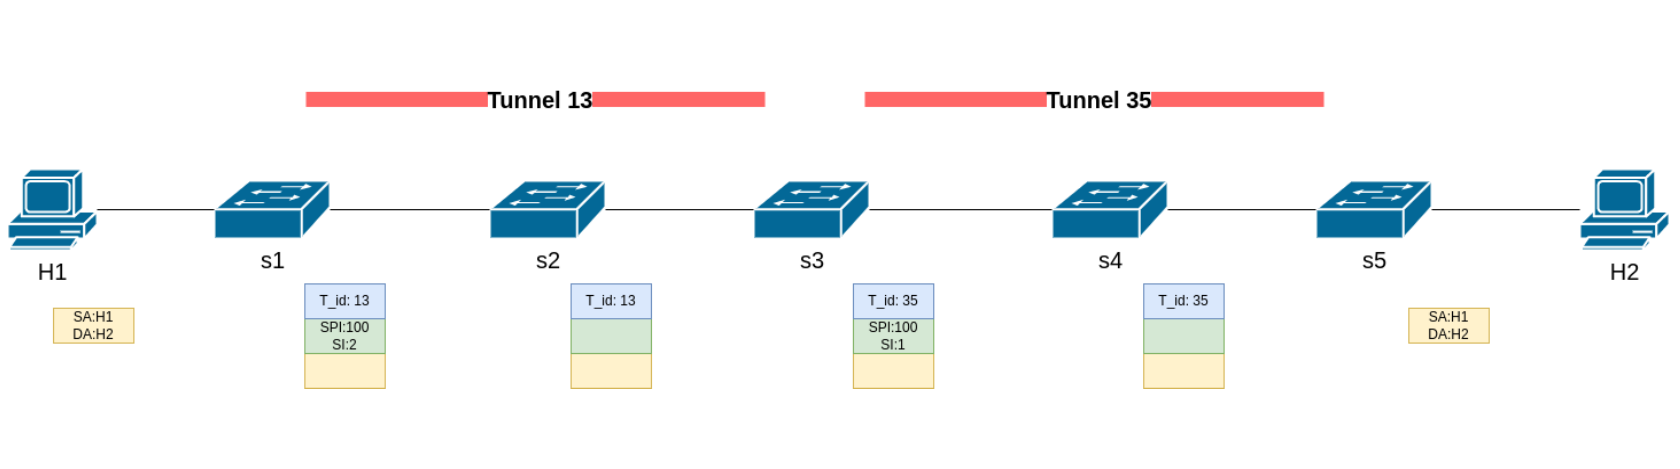 Tunnel 13
Tunnel 35
H1
s1
s2
s3
s4
s5
H2
SA:H1
DA:H2
T_id: 13
SPI:100
SI:2
T_id: 13
T_id: 35
SPI:100
SI:1
T_id: 35
SA:H1
DA:H2